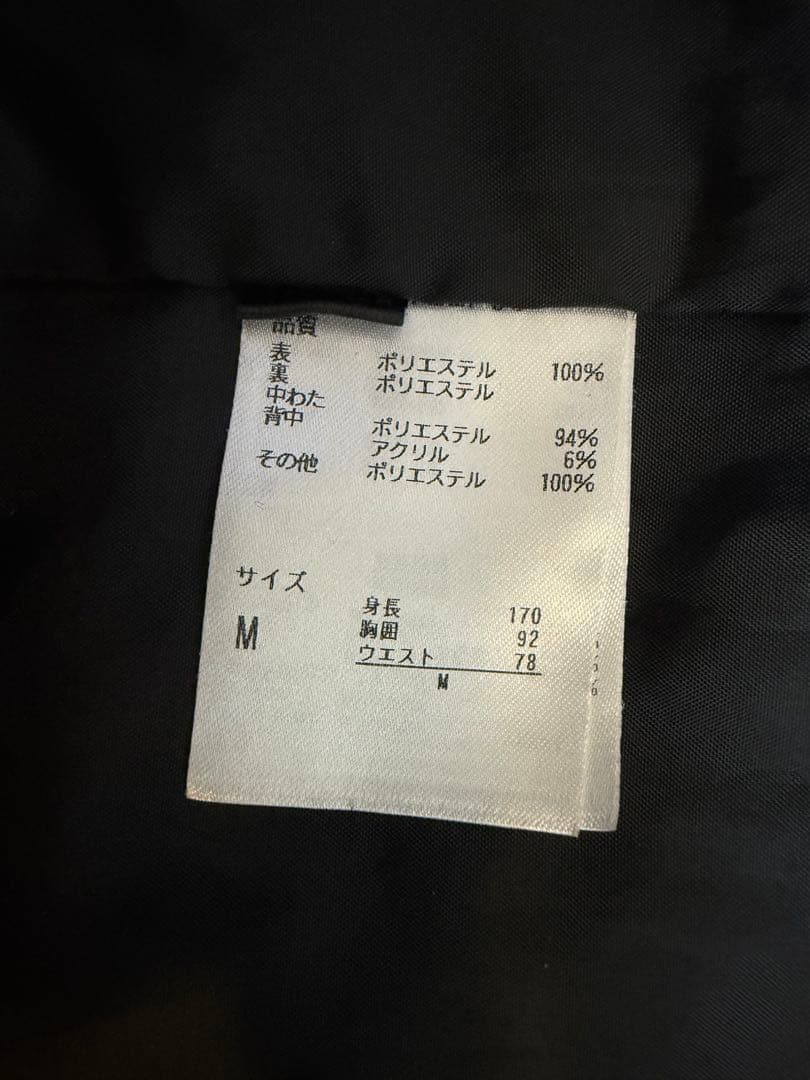 品質
表 ポリエステル 100%
裏 ポリエステル
中わた
背中 ポリエステル 94%
アクリル 6%
その他 ポリエステル 100%
サイズ
M
身長 170
胸囲 92
ウエスト 78
M